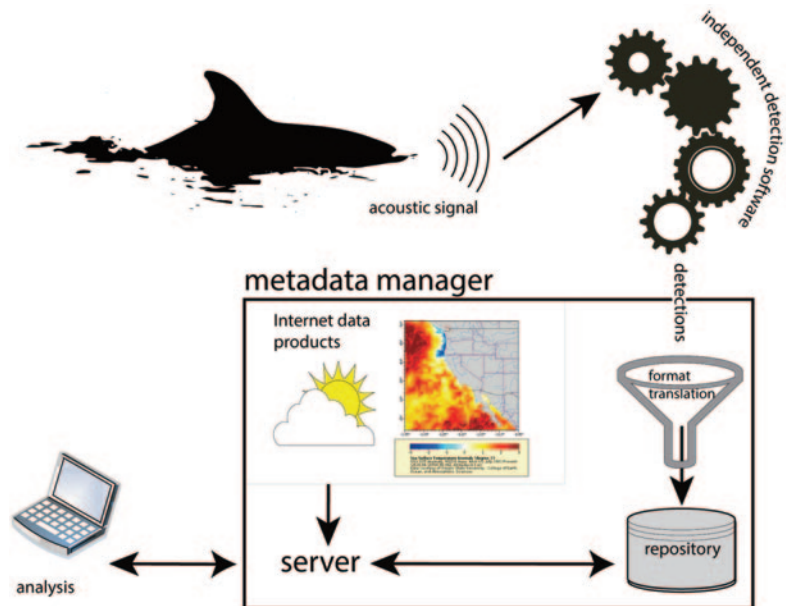 independent detection software
acoustic signal
detections
metadata manager
Internet data
products
format
translation
server
repository
analysis